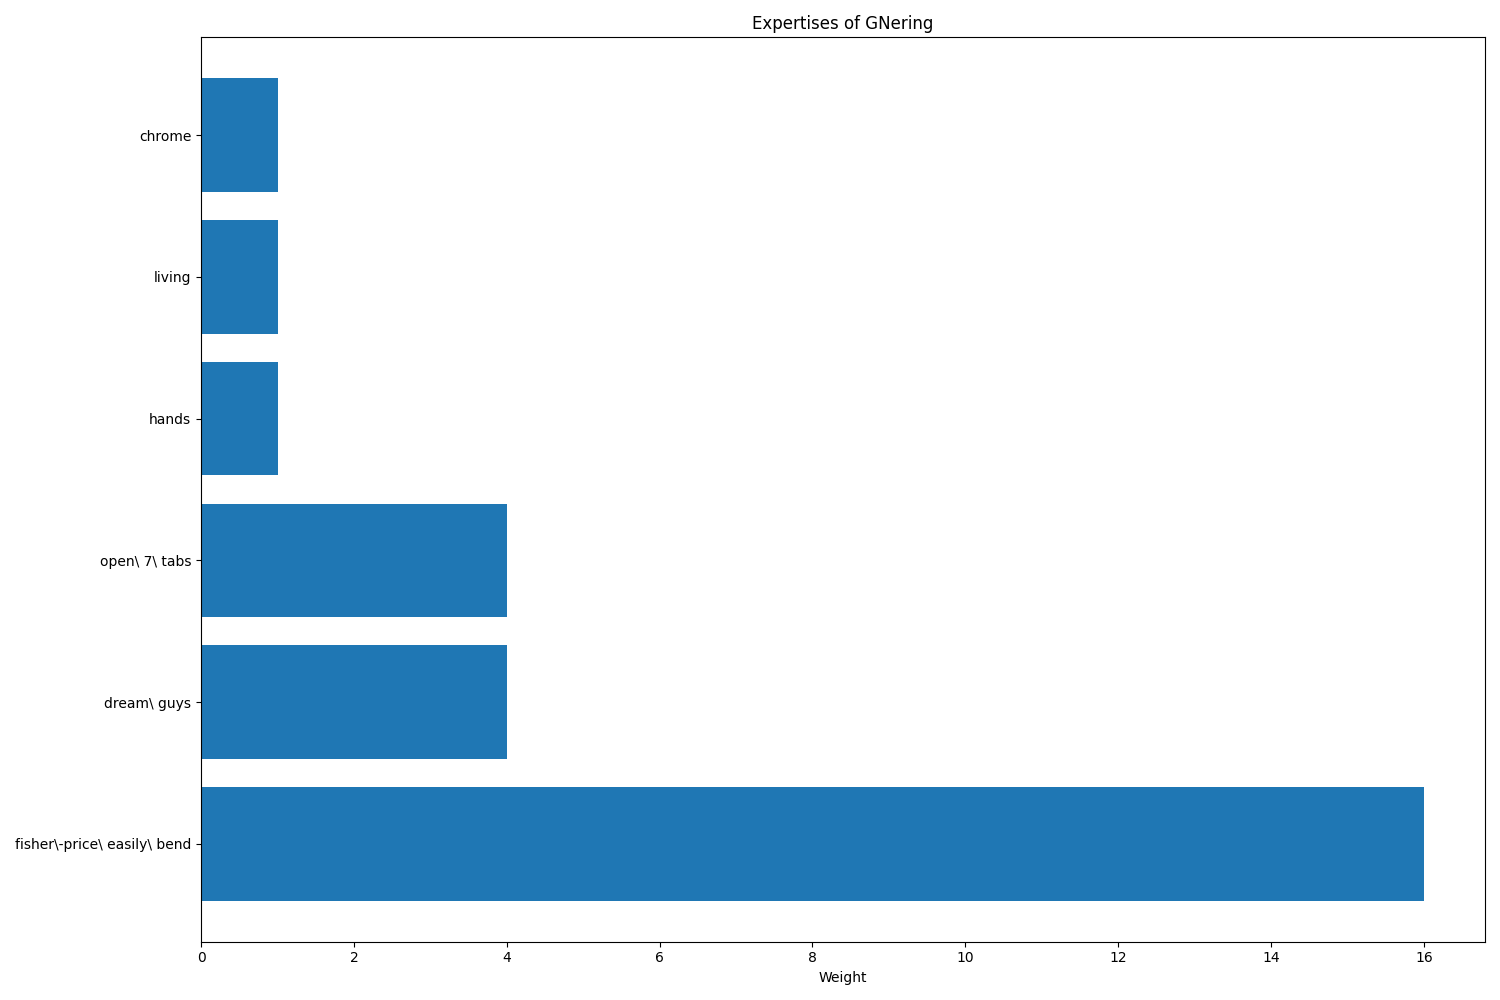 Expertises of GNering
chrome
living
hands
open\ 7\ tabs
dream\ guys
fisher\-price\ easily\ bend
0 2 4 6 8 10 12 14 16
Weight